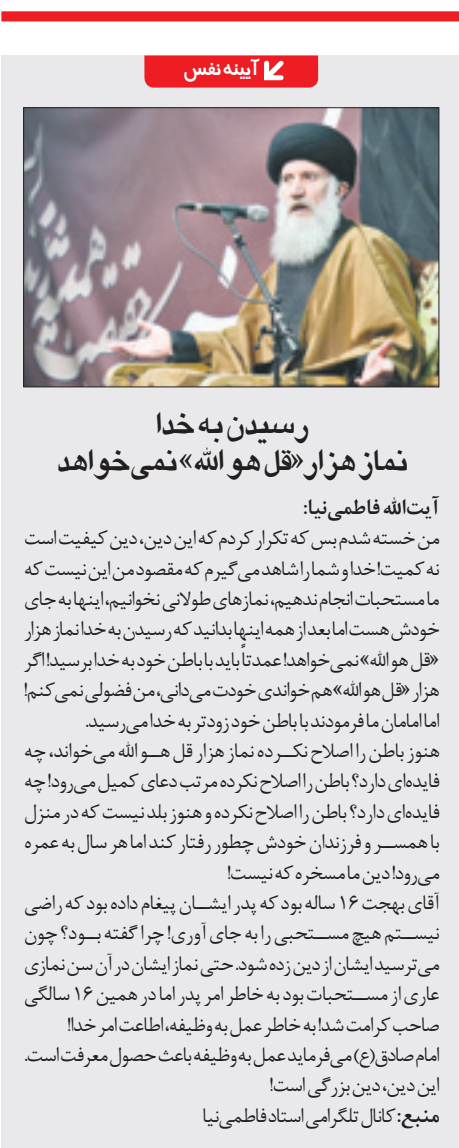 آیینه نفس
رسیدن به خدا
نماز هزار «قل هو الله» نمی‌خواهد
آیت‌الله فاطمی‌نیا:
من خسته شدم بس که تکرار کردم که این دین، دین کیفیت است
نه کمیت! خدا و شما را شاهد می گیرم که مقصود من این نیست که
ما مستحبات انجام ندهیم، نمازهای طولانی نخوانیم، اینها به جای
خودش هست اما بعد از همه اینها بدانید که رسیدن به خدا نماز هزار
«قل هو الله» نمی‌خواهد! عمدتاً باید با باطن خود به خدا برسید! اگر
هزار «قل هو الله» هم خواندی خودت می‌دانی، من فضولی نمی کنم!
اما امامان ما فرمودند با باطن خود زودتر به خدا می‌رسید.
هنوز باطن را اصلاح نکرده نماز هزار قل هو الله می‌خواند، چه
فایده‌ای دارد؟ باطن را اصلاح نکرده مرتب دعای کمیل می‌رود! چه
فایده‌ای دارد؟ باطن را اصلاح نکرده و هنوز بلد نیست که در منزل
با همسر و فرزندان خودش چطور رفتار کند اما هر سال به عمره
می‌رود! دین ما مسخره که نیست!
آقای بهجت ۱۶ ساله بود که پدر ایشان پیغام داده بود که راضی
نیستم هیچ مستحبی را به جای آوری! چرا گفته بود؟ چون
می‌ترسید ایشان از دین زده شود. حتی نماز ایشان در آن سن نمازی
عاری از مستحبات بود به خاطر امر پدر اما در همین ۱۶ سالگی
صاحب کرامت شد! به خاطر عمل به وظیفه، اطاعت امر خدا!
امام صادق(ع) می‌فرماید عمل به وظیفه باعث حصول معرفت است.
این دین، دین بزرگی است!
منبع: کانال تلگرامی استاد فاطمی‌نیا